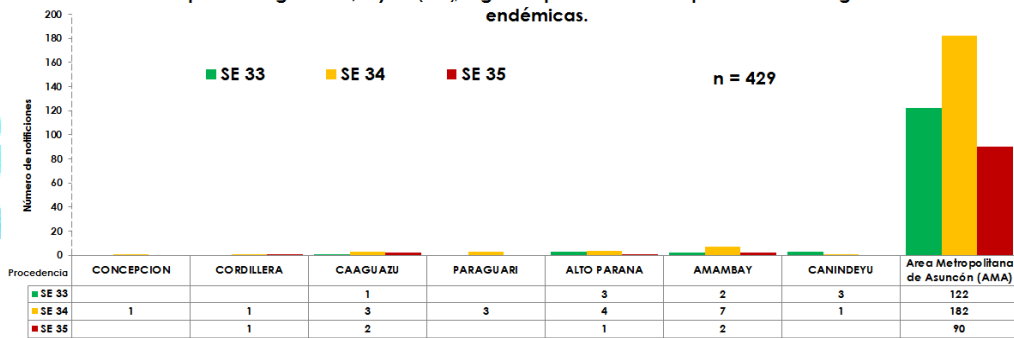 endémicas.
200
180
160
140
120
100
80
60
40
20
0
Número de notificiones
SE 33 SE 34 SE 35
n = 429
Procedencia CONCEPCION CORDILLERA CAAGUAZU PARAGUARI ALTO PARANA AMAMBAY CANINDEYU Area Metropolitana
de Asuncón (AMA)
SE 33 1 3 2 3 122
SE 34 1 1 3 3 4 7 1 182
SE 35 1 2 1 2 90